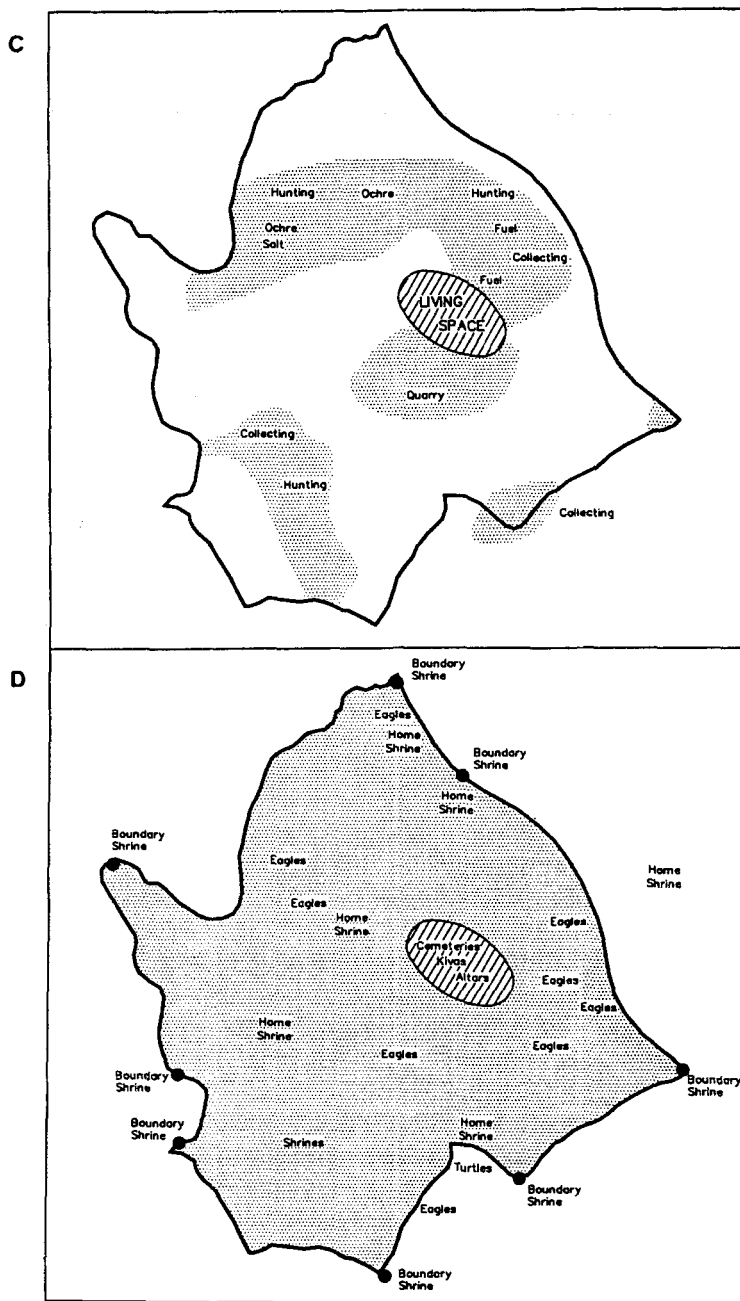 C
Hunting
Ochre
Hunting
Ochre
Salt
Fuel
Collecting
Fuel
LIVING
SPACE
Quarry
Collecting
Hunting
Collecting
D
Boundary
Shrine
Eagles
Home
Shrine
Boundary
Shrine
Home
Shrine
Boundary
Shrine
Eagles
Home
Shrine
Eagles
Home
Shrine
Eagles
Cemeteries
Kivas
Altars
Eagles
Eagles
Home
Shrine
Eagles
Eagles
Boundary
Shrine
Boundary
Shrine
Boundary
Shrine
Shrines
Home
Shrine
Turtles
Boundary
Shrine
Eagles
Boundary
Shrine